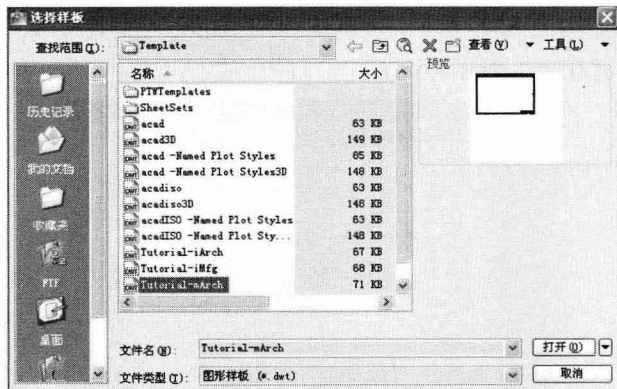 选择样板
查找范围(I):
Template
查看(V)
工具(L)
历史记录
我的文档
收藏夹
FTF
桌面
名称
大小
PTWTemplates
SheetSets
acad 63 KB
acad3D 149 KB
acad -Named Plot Styles 65 KB
acad -Named Plot Styles3D 148 KB
acadiso 63 KB
acadiso3D 148 KB
acadISO -Named Plot Styles 63 KB
acadISO -Named Plot Sty... 148 KB
Tutorial-iArch 67 KB
Tutorial-iMfg 68 KB
Tutorial-mArch 71 KB
预览
文件名(N): Tutorial-mArch
打开(O)
文件类型(T): 图形样板 (*.dwt)
取消